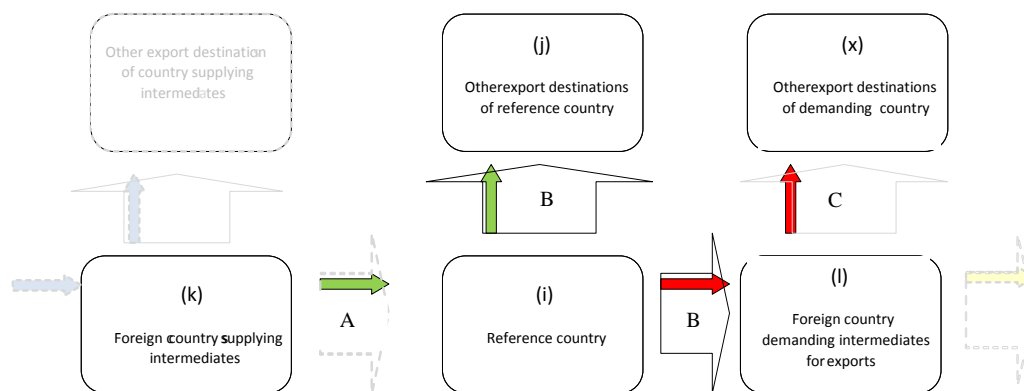 Other export destination
of country supplying
intermediates
(j)
Otherexport destinations
of reference country
(x)
Otherexport destinations
of demanding country
B
C
(k)
Foreign country supplying
intermediates
A
(i)
Reference country
B
(l)
Foreign country
demanding intermediates
for exports